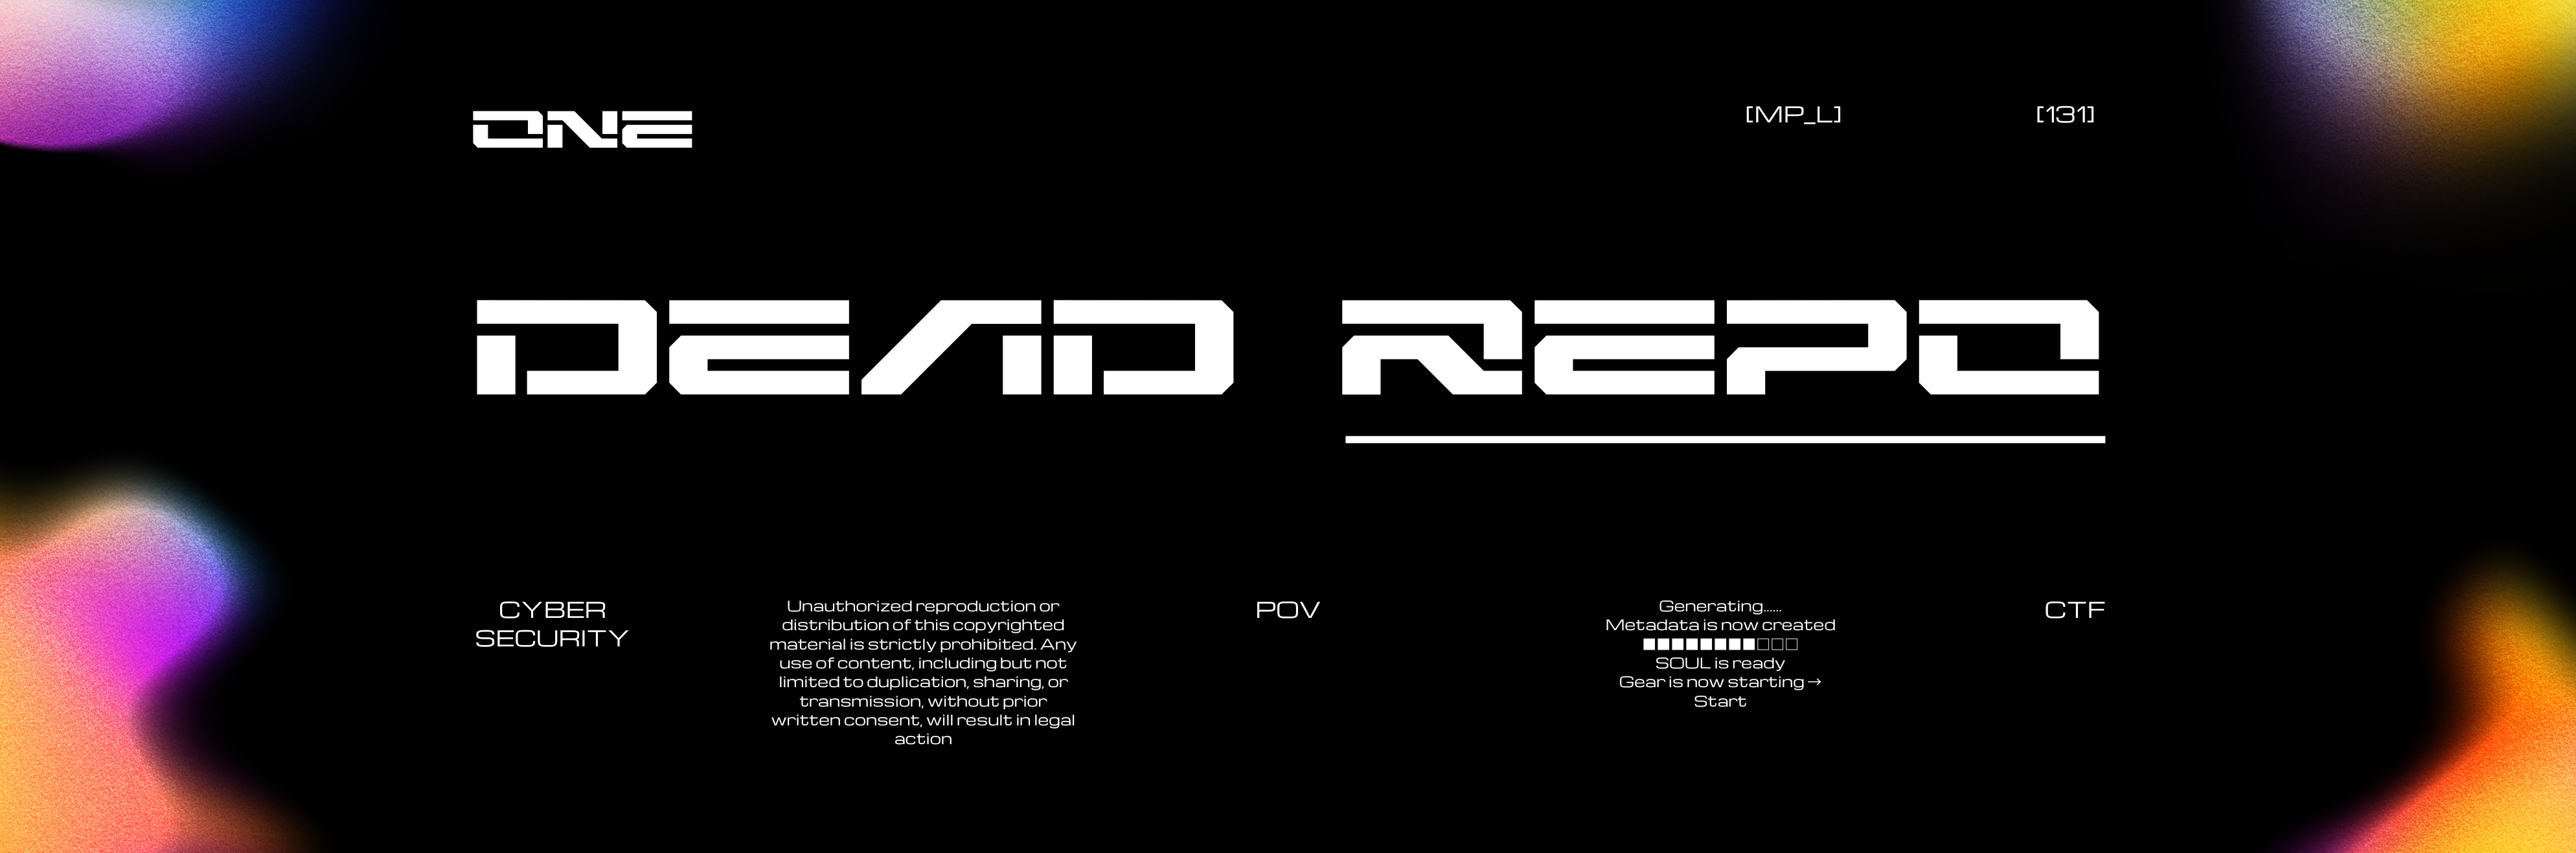 ONE
[MP_L]
[131]
DEAD REPO
CYBER
SECURITY
Unauthorized reproduction or
distribution of this copyrighted
material is strictly prohibited. Any
use of content, including but not
limited to duplication, sharing, or
transmission, without prior
written consent, will result in legal
action
POV
Generating......
Metadata is now created
■■■■■■■■□□□
SOUL is ready
Gear is now starting →
Start
CTF